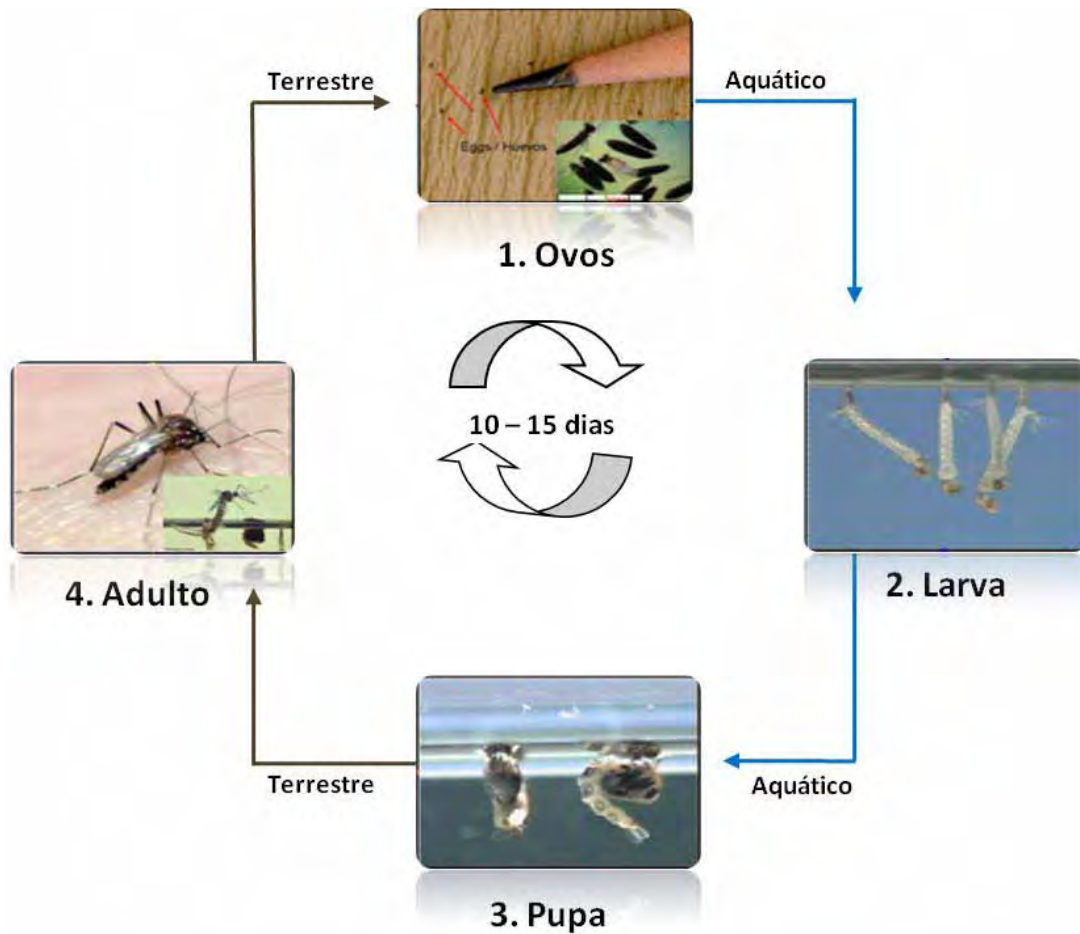 Terrestre
Aquático
Eggs / Huevos
1. Ovos
10 – 15 dias
4. Adulto
2. Larva
Terrestre
Aquático
3. Pupa